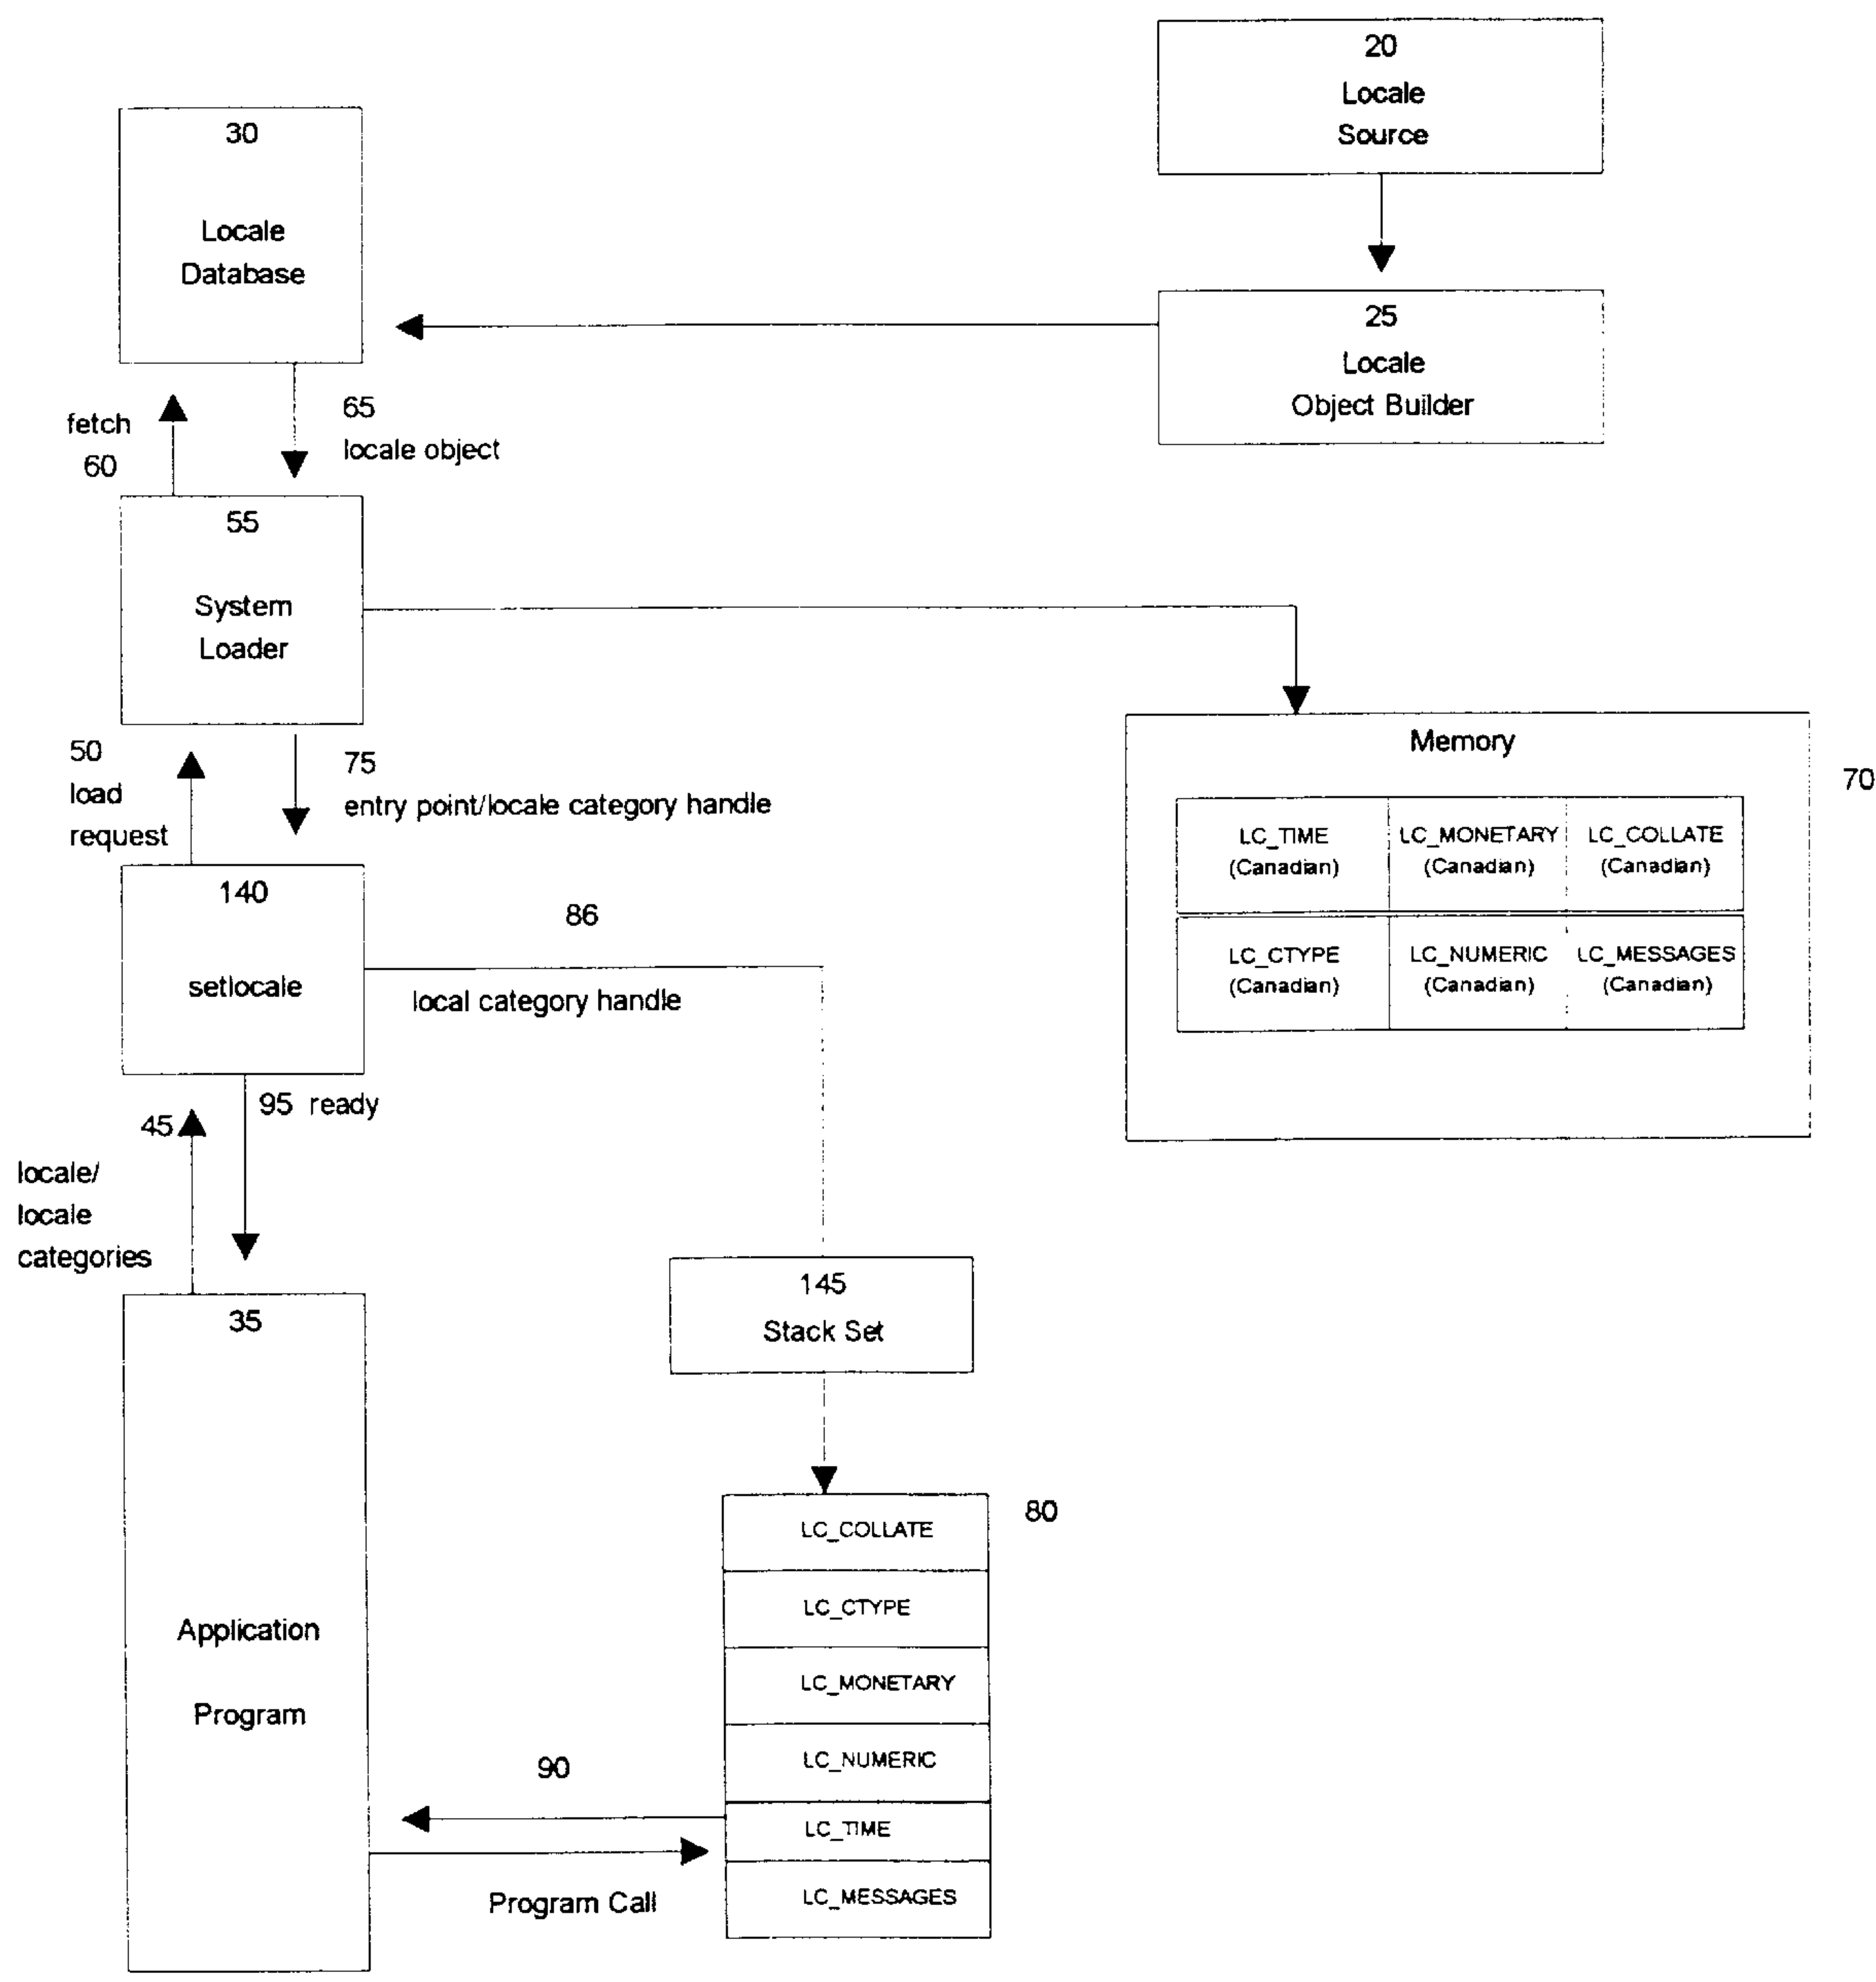 20
Locale
Source
30
Locale
Database
25
Locale
Object Builder
fetch
60
65
locale object
55
System
Loader
50
load
request
75
entry point/locale category handle
Memory
70
LC_TIME
(Canadian)
LC_MONETARY
(Canadian)
LC_COLLATE
(Canadian)
LC_CTYPE
(Canadian)
LC_NUMERIC
(Canadian)
LC_MESSAGES
(Canadian)
140
setlocale
86
local category handle
95 ready
45
locale/
locale
categories
145
Stack Set
35
Application
Program
80
LC_COLLATE
LC_CTYPE
LC_MONETARY
LC_NUMERIC
LC_TIME
LC_MESSAGES
90
Program Call